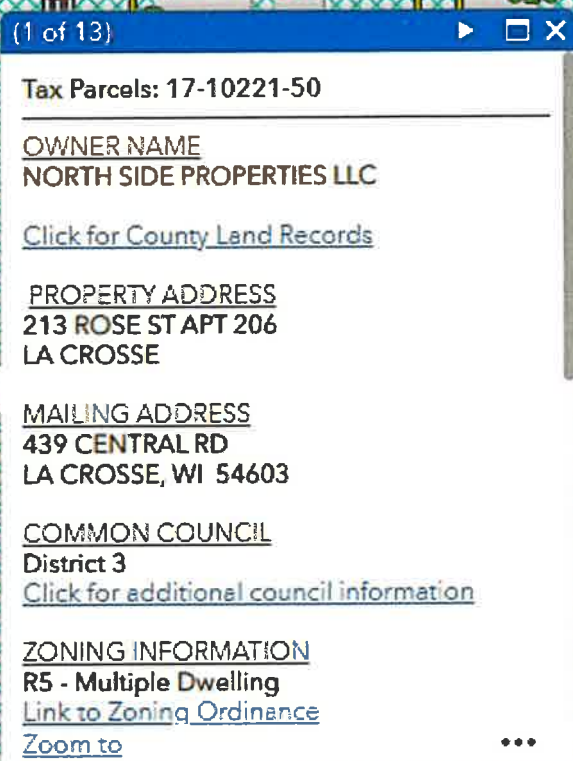 (1 of 13)
Tax Parcels: 17-10221-50
OWNER NAME
NORTH SIDE PROPERTIES LLC
Click for County Land Records
PROPERTY ADDRESS
213 ROSE ST APT 206
LA CROSSE
MAILING ADDRESS
439 CENTRAL RD
LA CROSSE, WI 54603
COMMON COUNCIL
District 3
Click for additional council information
ZONING INFORMATION
R5 - Multiple Dwelling
Link to Zoning Ordinance
Zoom to